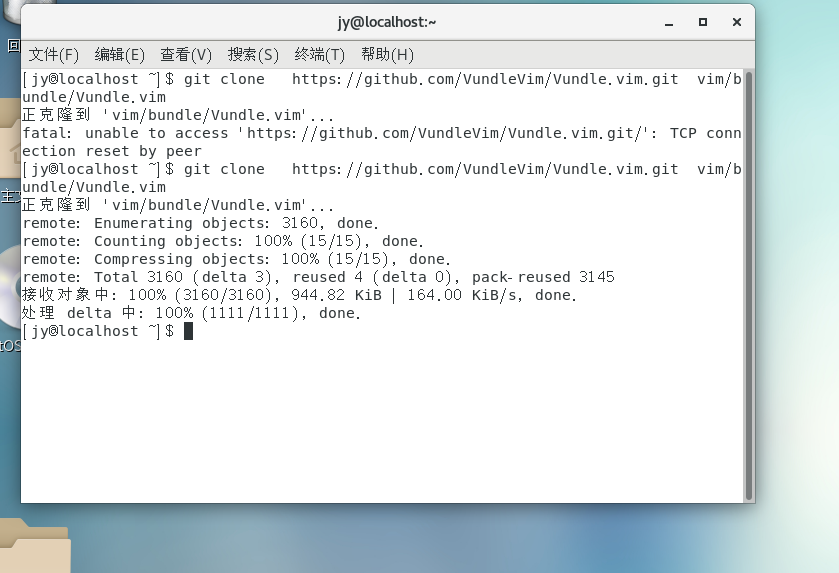 回
jy@localhost:~
文件(F) 编辑(E) 查看(V) 搜索(S) 终端(T) 帮助(H)
[jy@localhost ~]$ git clone   https://github.com/VundleVim/Vundle.vim.git  vim/b
undle/Vundle.vim
正克隆到 'vim/bundle/Vundle.vim'...
fatal: unable to access 'https://github.com/VundleVim/Vundle.vim.git/': TCP conn
ection reset by peer
[jy@localhost ~]$ git clone   https://github.com/VundleVim/Vundle.vim.git  vim/b
undle/Vundle.vim
正克隆到 'vim/bundle/Vundle.vim'...
remote: Enumerating objects: 3160, done.
remote: Counting objects: 100% (15/15), done.
remote: Compressing objects: 100% (15/15), done.
remote: Total 3160 (delta 3), reused 4 (delta 0), pack-reused 3145
接收对象中: 100% (3160/3160), 944.82 KiB | 164.00 KiB/s, done.
处理 delta 中: 100% (1111/1111), done.
[jy@localhost ~]$
主
tOS